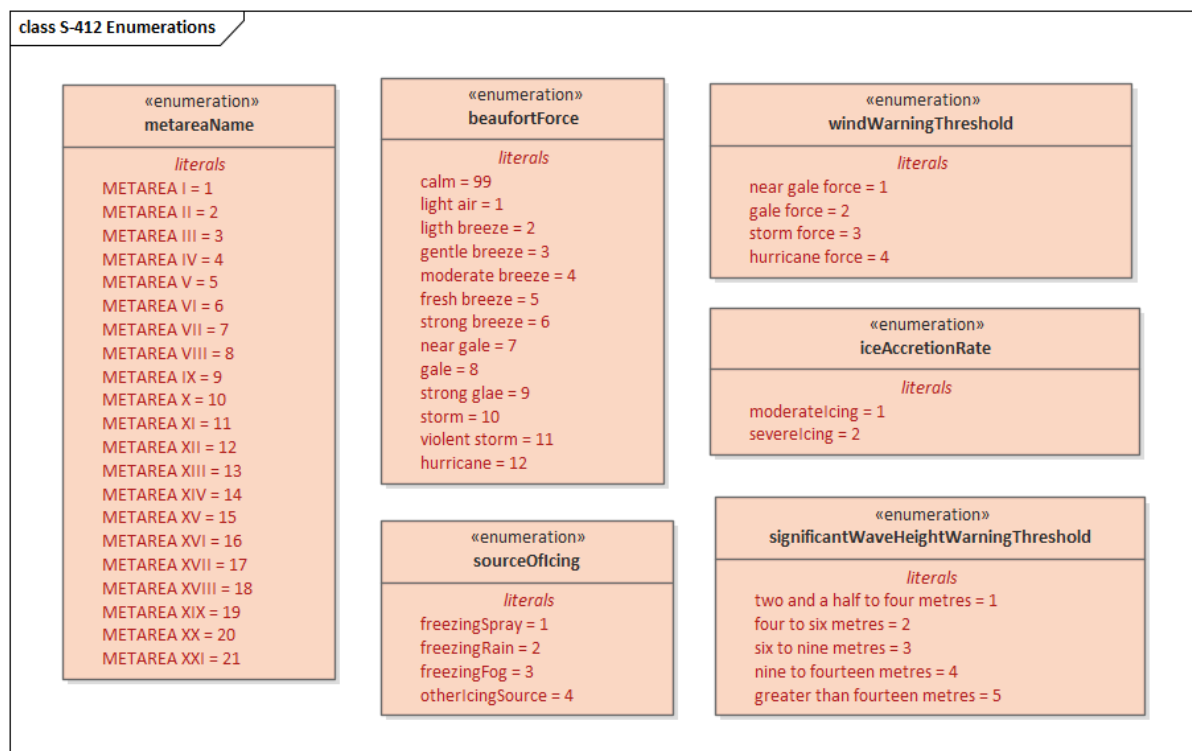 class S-412 Enumerations
«enumeration»
metareaName
literals
METAREA I = 1
METAREA II = 2
METAREA III = 3
METAREA IV = 4
METAREA V = 5
METAREA VI = 6
METAREA VII = 7
METAREA VIII = 8
METAREA IX = 9
METAREA X = 10
METAREA XI = 11
METAREA XII = 12
METAREA XIII = 13
METAREA XIV = 14
METAREA XV = 15
METAREA XVI = 16
METAREA XVII = 17
METAREA XVIII = 18
METAREA XIX = 19
METAREA XX = 20
METAREA XXI = 21
«enumeration»
beaufortForce
literals
calm = 99
light air = 1
ligth breeze = 2
gentle breeze = 3
moderate breeze = 4
fresh breeze = 5
strong breeze = 6
near gale = 7
gale = 8
strong glae = 9
storm = 10
violent storm = 11
hurricane = 12
«enumeration»
sourceOfIcing
literals
freezingSpray = 1
freezingRain = 2
freezingFog = 3
otherIcingSource = 4
«enumeration»
windWarningThreshold
literals
near gale force = 1
gale force = 2
storm force = 3
hurricane force = 4
«enumeration»
iceAccretionRate
literals
moderateIcing = 1
severeIcing = 2
«enumeration»
significantWaveHeightWarningThreshold
literals
two and a half to four metres = 1
four to six metres = 2
six to nine metres = 3
nine to fourteen metres = 4
greater than fourteen metres = 5